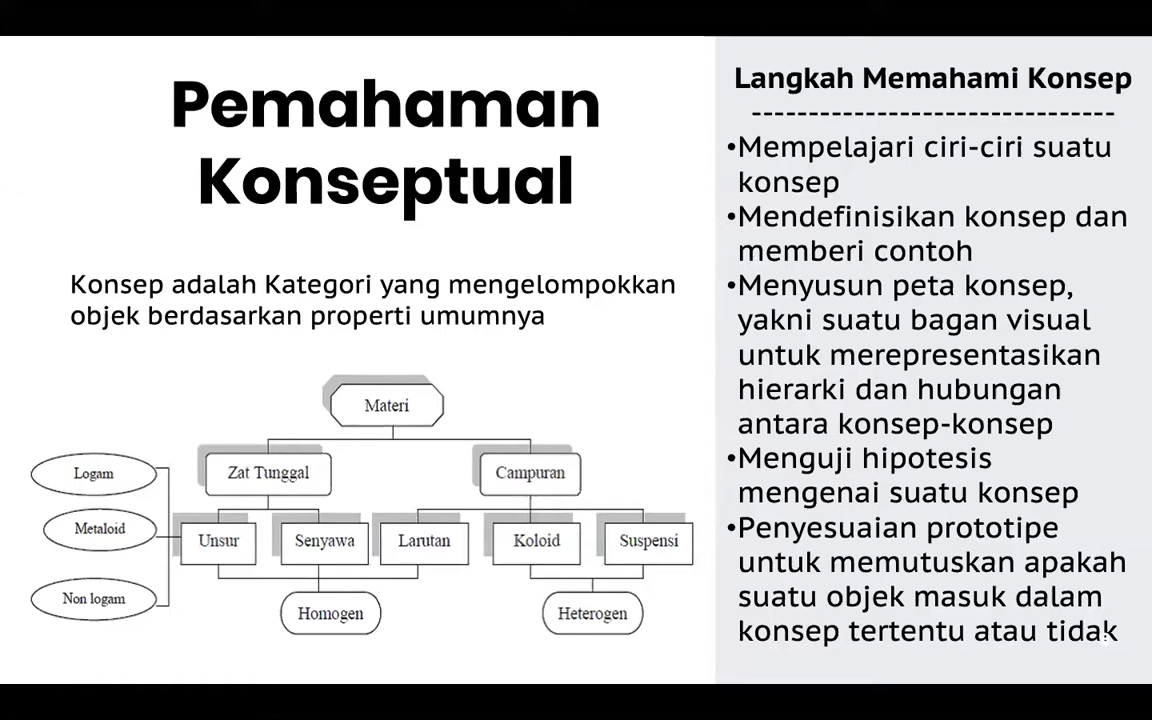 Pemahaman
Konseptual
Konsep adalah Kategori yang mengelompokkan
objek berdasarkan properti umumnya
Materi
Zat Tunggal
Campuran
Logam
Metaloid
Non logam
Unsur
Senyawa
Larutan
Koloid
Suspensi
Homogen
Heterogen
Langkah Memahami Konsep
-------------------------------
•Mempelajari ciri-ciri suatu
konsep
•Mendefinisikan konsep dan
memberi contoh
•Menyusun peta konsep,
yakni suatu bagan visual
untuk merepresentasikan
hierarki dan hubungan
antara konsep-konsep
•Menguji hipotesis
mengenai suatu konsep
•Penyesuaian prototipe
untuk memutuskan apakah
suatu objek masuk dalam
konsep tertentu atau tidak